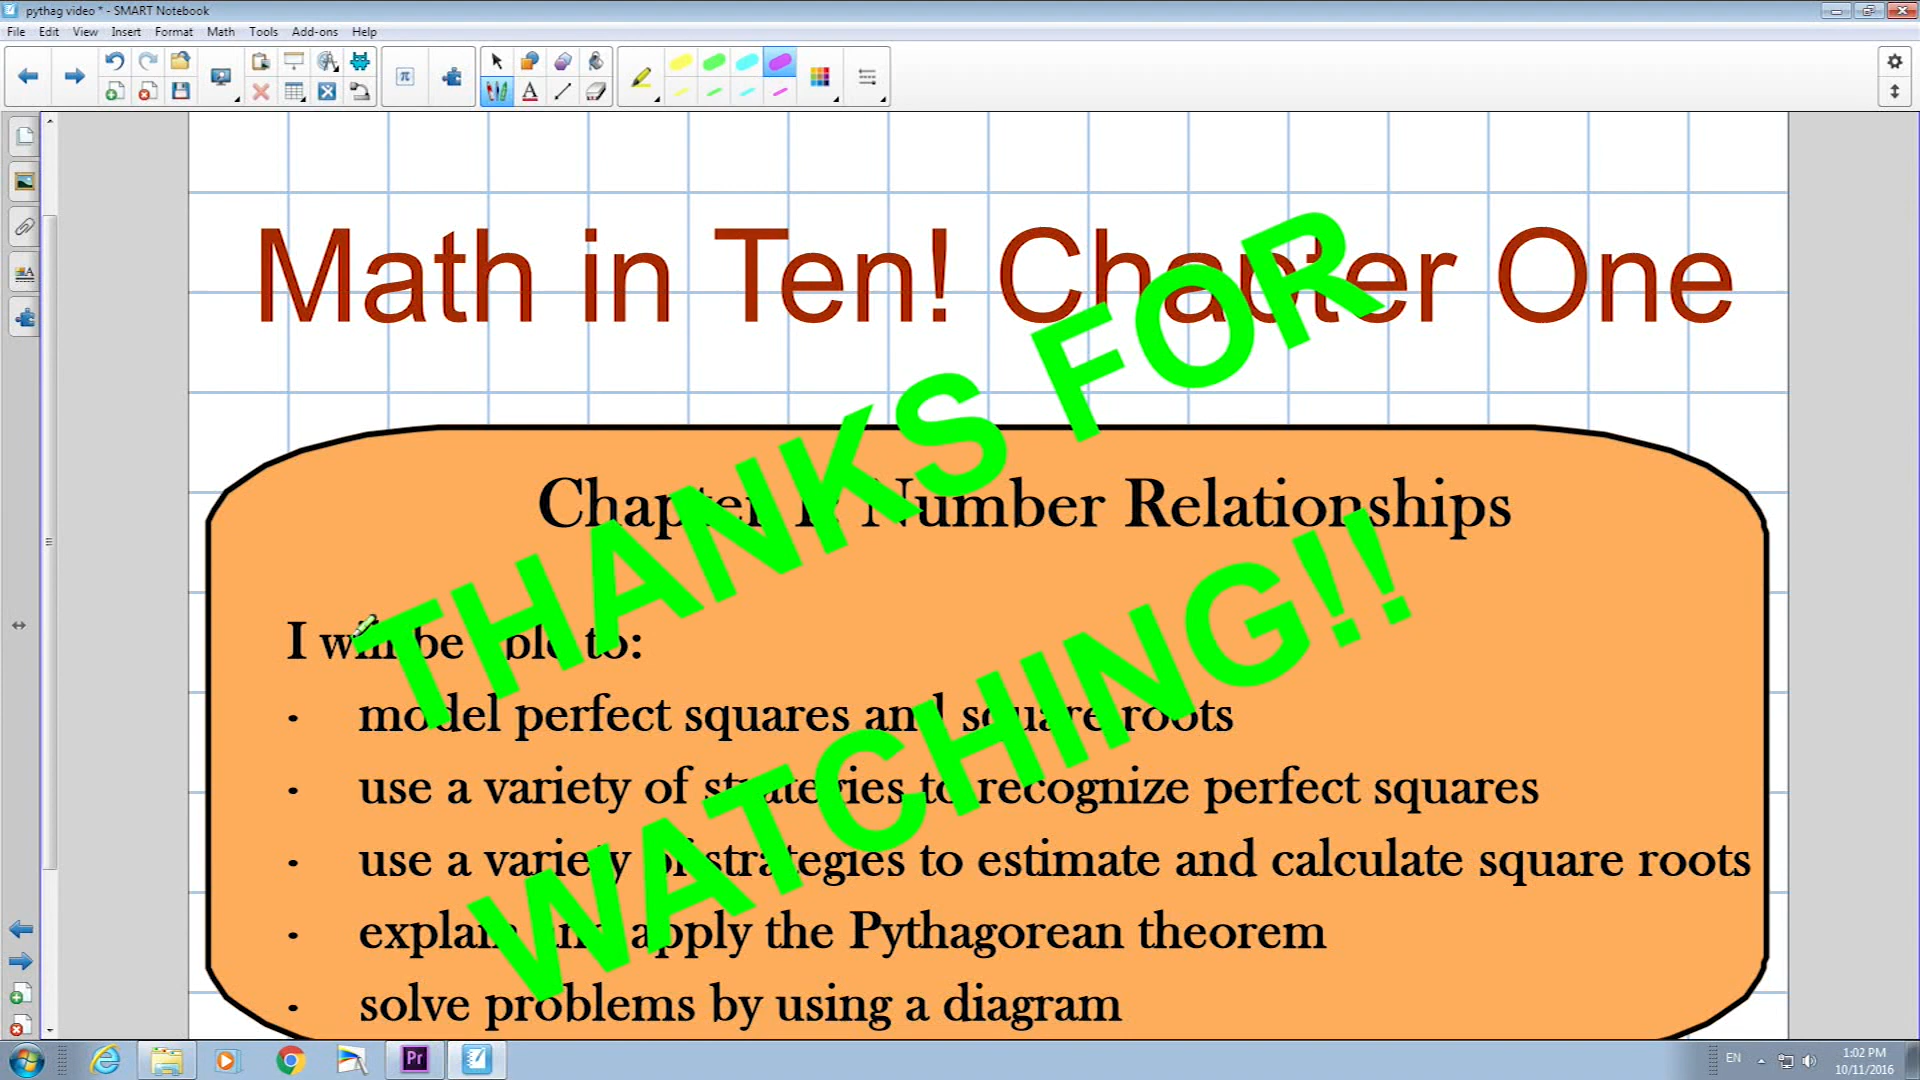 pythag video * - SMART Notebook
File Edit View Insert Format Math Tools Add-ons Help
Math in Ten! Chapter One
THANKS FOR
WATCHING!!
Chapter 1: Number Relationships
I will be able to:
· model perfect squares and square roots
· use a variety of strategies to recognize perfect squares
· use a variety of strategies to estimate and calculate square roots
· explain and apply the Pythagorean theorem
· solve problems by using a diagram
Pr
EN
1:02 PM
10/11/2016